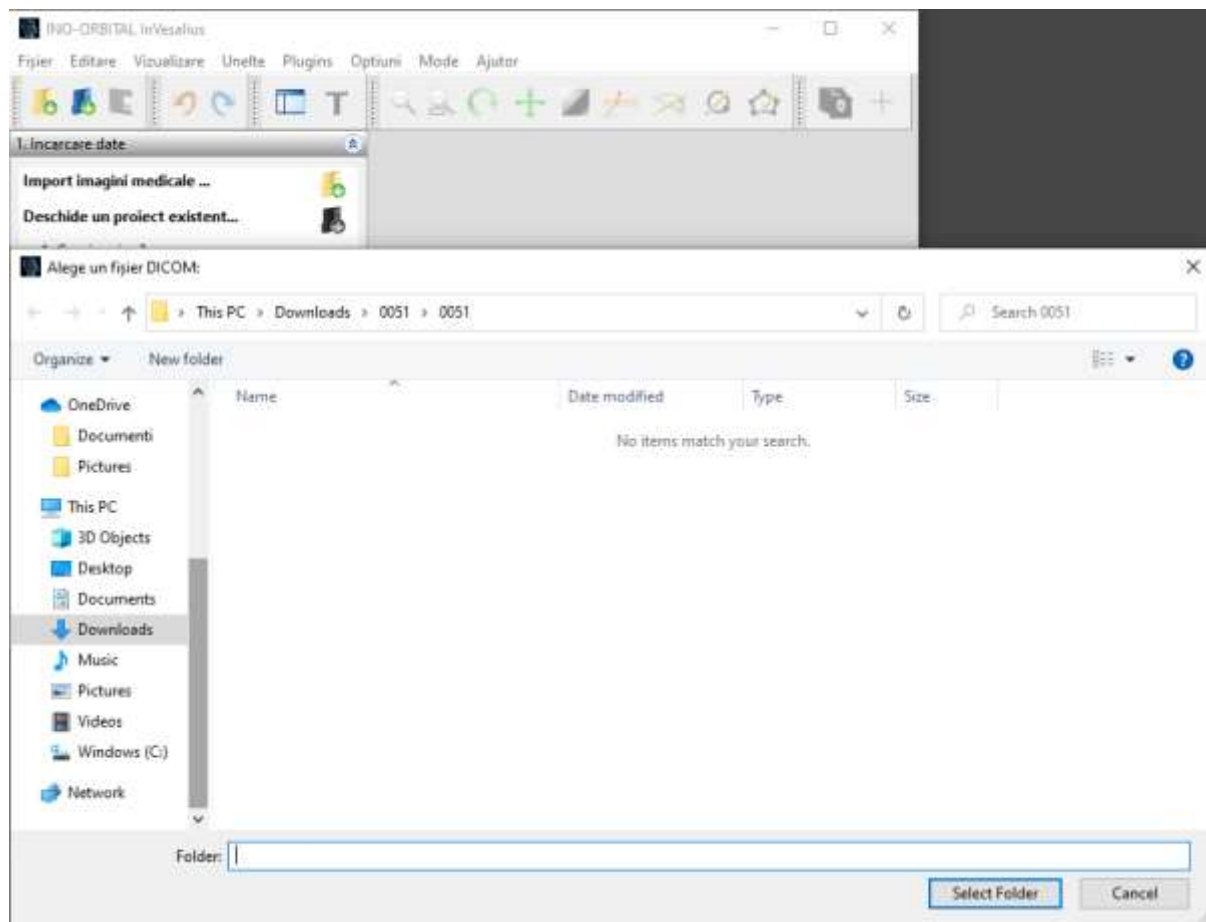 INO-ORBITAL InVesalius
Fișier Editare Vizualizare Unelte Plugins Optiuni Mode Ajutor
1. Incarcare date
Import imagini medicale ...
Deschide un proiect existent...
Alege un fișier DICOM:
This PC > Downloads > 0051 > 0051
Search 0051
Organize New folder
Name Date modified Type Size
No items match your search.
OneDrive
Documenti
Pictures
This PC
3D Objects
Desktop
Documents
Downloads
Music
Pictures
Videos
Windows (C:)
Network
Folder:
Select Folder Cancel